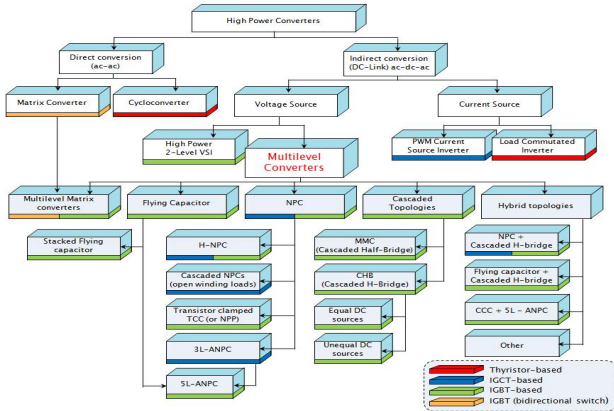 High Power Converters
Direct conversion
(ac-ac)
Indirect conversion
(DC-Link) ac-dc-ac
Matrix Converter
Cycloconverter
Voltage Source
Current Source
High Power
2-Level VSI
Multilevel
Converters
PWM Current
Source Inverter
Load Commutated
Inverter
Multilevel Matrix
converters
Flying Capacitor
NPC
Cascaded
Topologies
Hybrid topologies
Stacked Flying
capacitor
H-NPC
MMC
(Cascaded Half-Bridge)
NPC +
Cascaded H-bridge
Cascaded NPCs
(open winding loads)
CHB
(Cascaded H-Bridge)
Flying capacitor +
Cascaded H-bridge
Transistor clamped
TCC (or NPP)
Equal DC
sources
CCC + 5L - ANPC
3L-ANPC
Unequal DC
sources
Other
5L-ANPC
Thyristor-based
IGCT-based
IGBT-based
IGBT (bidirectional switch)